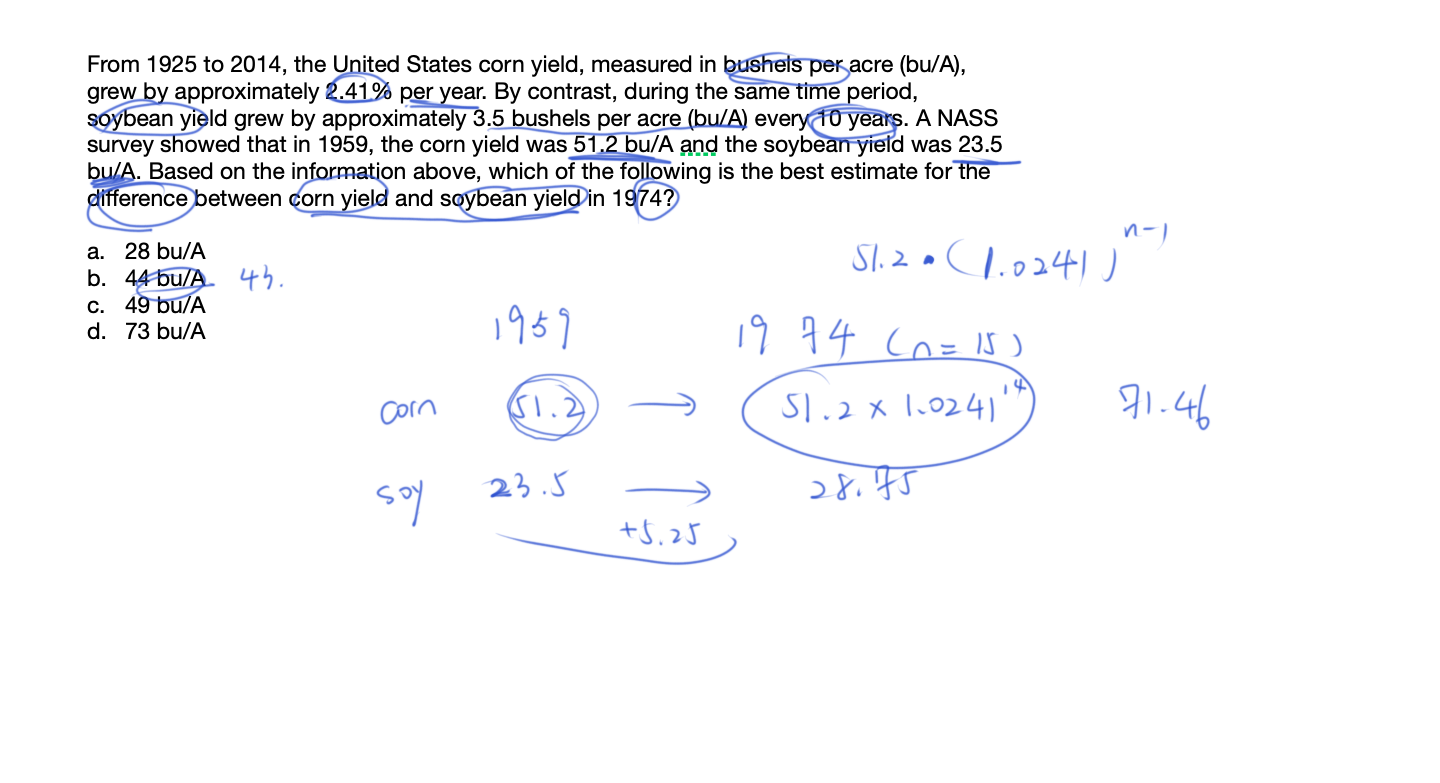 From 1925 to 2014, the United States corn yield, measured in bushels per acre (bu/A),
grew by approximately 2.41% per year. By contrast, during the same time period,
soybean yield grew by approximately 3.5 bushels per acre (bu/A) every 10 years. A NASS
survey showed that in 1959, the corn yield was 51.2 bu/A and the soybean yield was 23.5
bu/A. Based on the information above, which of the following is the best estimate for the
difference between corn yield and soybean yield in 1974?
a. 28 bu/A
b. 44 bu/A 43.
c. 49 bu/A
d. 73 bu/A
51.2 • (1.0241)^{n-1}
1959 1974 (n = 15)
corn 51.2 → 51.2 x 1.0241^{14} 71.46
soy 23.5 → 28.75
+5.25